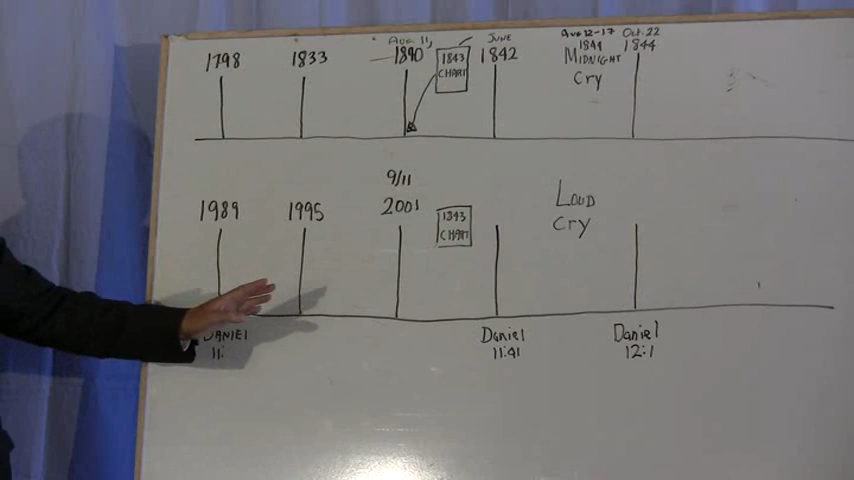 1798
1833
Aug. 11,
1840
1843
CHART
JUNE
1842
Aug 12-17
1844
MIDNIGHT
Cry
Oct. 22
1844
1989
1995
9/11
2001
1843
CHART
LOUD
Cry
DANIEL
11:
Daniel
11:41
Daniel
12:1